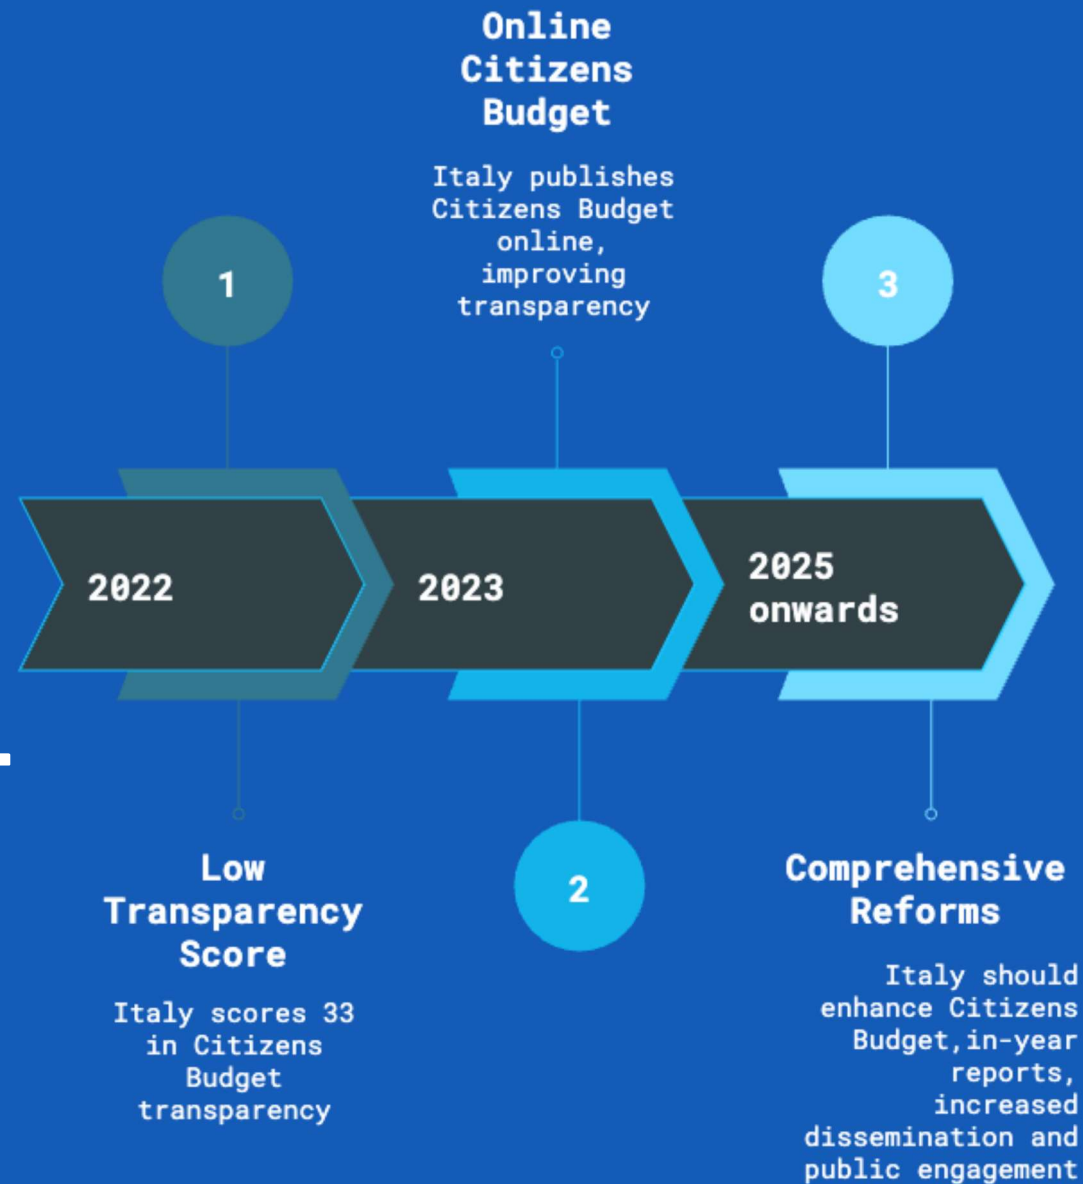 Online
Citizens
Budget
Italy publishes
Citizens Budget
online,
improving
transparency
1
3
2022
2023
2025
onwards
Low
Transparency
Score
Italy scores 33
in Citizens
Budget
transparency
2
Comprehensive
Reforms
Italy should
enhance Citizens
Budget,in-year
reports,
increased
dissemination and
public engagement